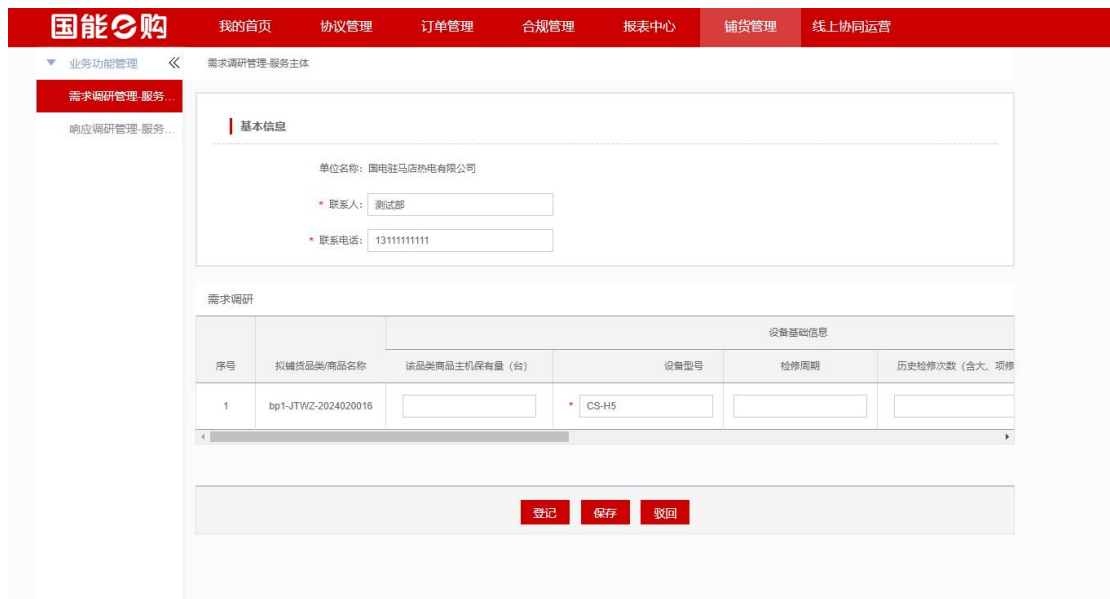 国能e购 我的首页 协议管理 订单管理 合规管理 报表中心 铺货管理 线上协同运营
业务功能管理 需求调研管理-服务主体
需求调研管理-服务...
响应调研管理-服务...
基本信息
单位名称: 国电驻马店热电有限公司
* 联系人: 测试部
* 联系电话: 13111111111
需求调研
设备基础信息
序号 拟铺货品类/商品名称 该品类商品主机保有量（台） 设备型号 检修周期 历史检修次数（含大、项修
1 bp1-JTWZ-2024020016 * CS-H5
登记 保存 驳回